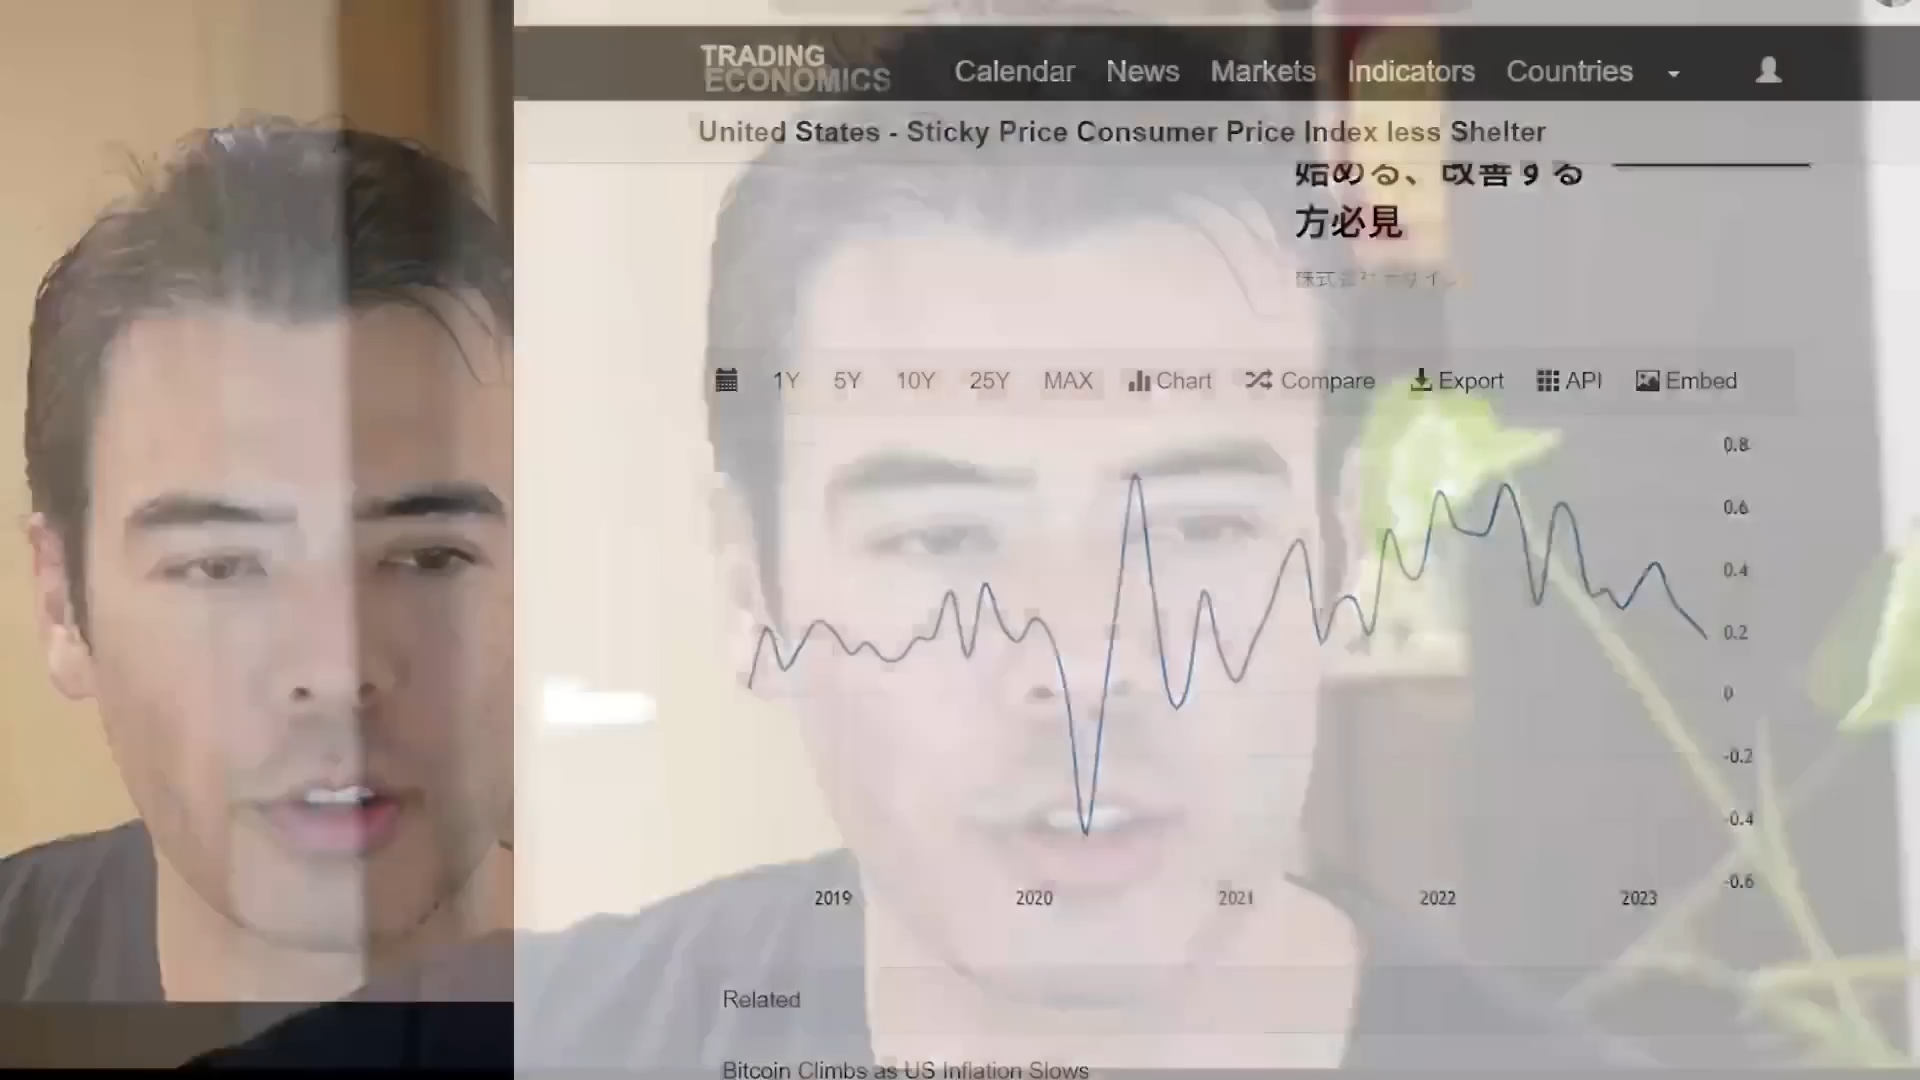 TRADING
ECONOMICS
Calendar News Markets Indicators Countries
United States - Sticky Price Consumer Price Index less Shelter
始める、改善する
方必見
1Y 5Y 10Y 25Y MAX Chart Compare Export API Embed
0.8
0.6
0.4
0.2
0
-0.2
-0.4
-0.6
2019 2020 2021 2022 2023
Related
Bitcoin Climbs as US Inflation Slows